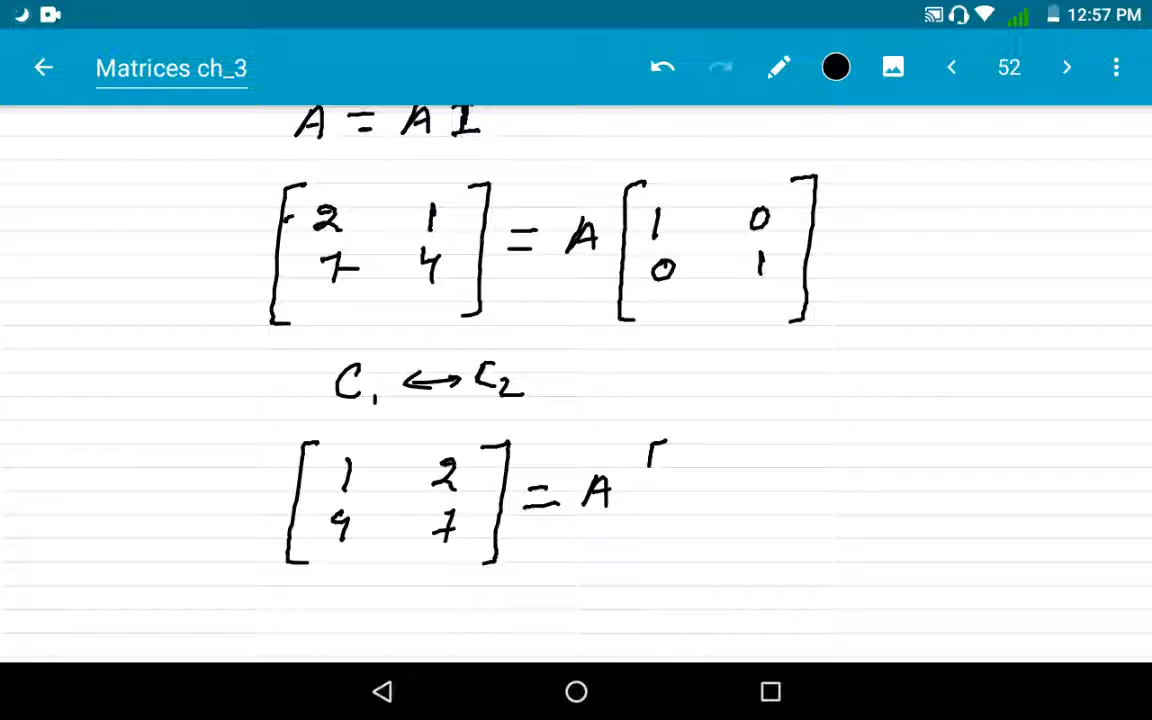 12:57 PM
Matrices ch_3 52
A = A I
[2 1] = A [1 0]
[7 4] [0 1]
C₁ ↔ C₂
[1 2] = A [
[4 7]